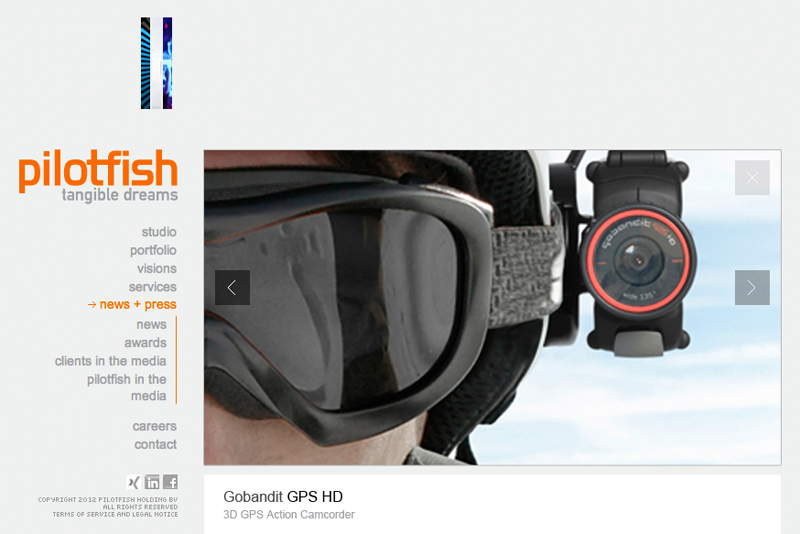 pilotfish
tangible dreams
studio
portfolio
visions
services
→ news + press
news
awards
clients in the media
pilotfish in the
media
careers
contact
COPYRIGHT 2012 PILOTFISH HOLDING BV
ALL RIGHTS RESERVED
TERMS OF SERVICE AND LEGAL NOTICE
gobandit GPS HD
wide 135°
Gobandit GPS HD
3D GPS Action Camcorder